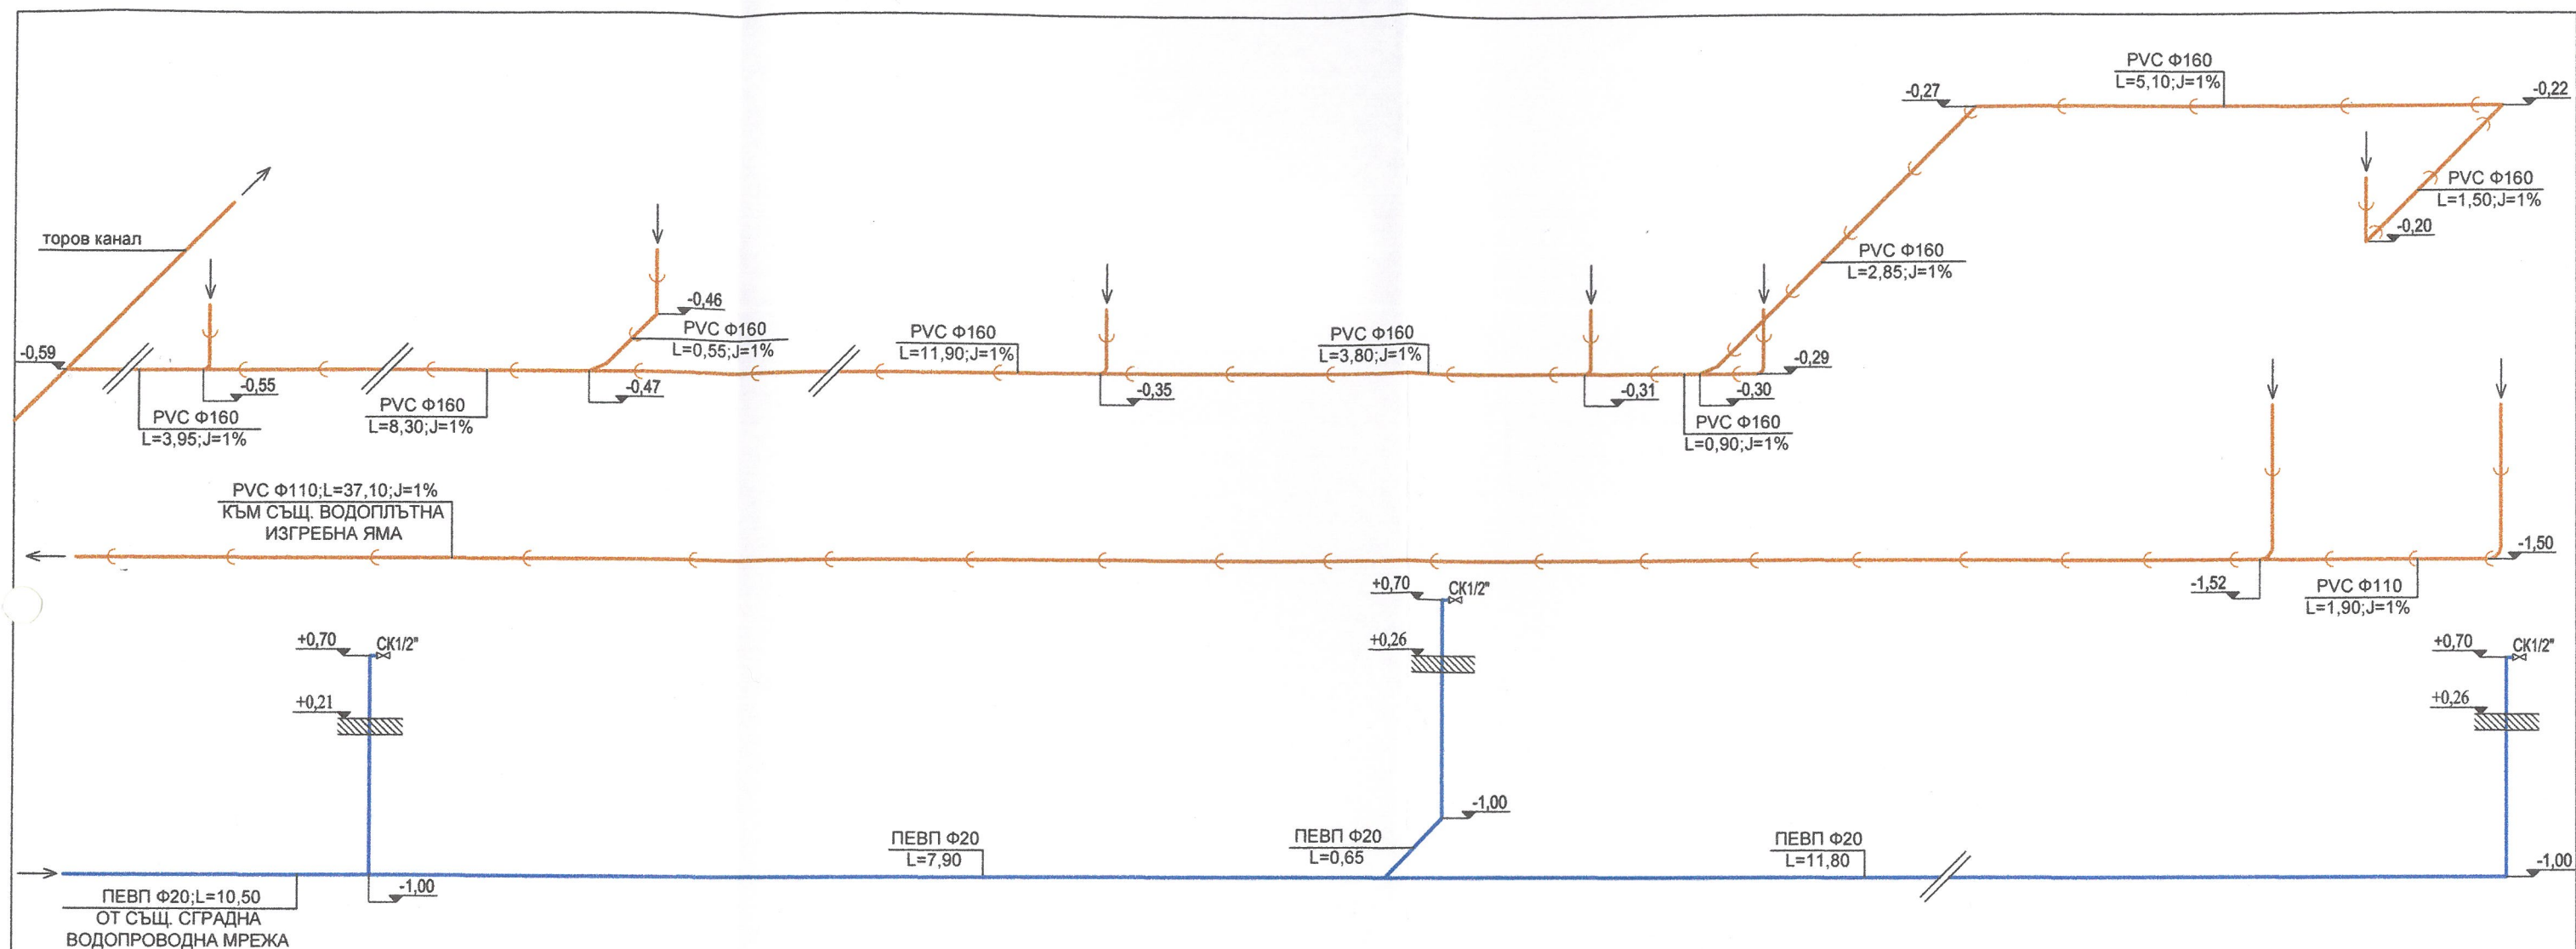 PVC Ф160
L=5,10;J=1%
-0,27
-0,22
PVC Ф160
L=1,50;J=1%
-0,20
торов канал
PVC Ф160
L=2,85;J=1%
-0,46
PVC Ф160
L=0,55;J=1%
PVC Ф160
L=11,90;J=1%
PVC Ф160
L=3,80;J=1%
-0,59
-0,29
-0,55
-0,47
-0,35
-0,31
-0,30
PVC Ф160
L=3,95;J=1%
PVC Ф160
L=8,30;J=1%
PVC Ф160
L=0,90;J=1%
PVC Ф110;L=37,10;J=1%
КЪМ СЪЩ. ВОДОПЛЪТНА
ИЗГРЕБНА ЯМА
-1,50
-1,52
PVC Ф110
L=1,90;J=1%
+0,70
СК1/2"
+0,26
+0,70
СК1/2"
+0,21
+0,70
СК1/2"
+0,26
-1,00
ПЕВП Ф20
L=7,90
ПЕВП Ф20
L=0,65
ПЕВП Ф20
L=11,80
-1,00
-1,00
ПЕВП Ф20;L=10,50
ОТ СЪЩ. СГРАДНА
ВОДОПРОВОДНА МРЕЖА